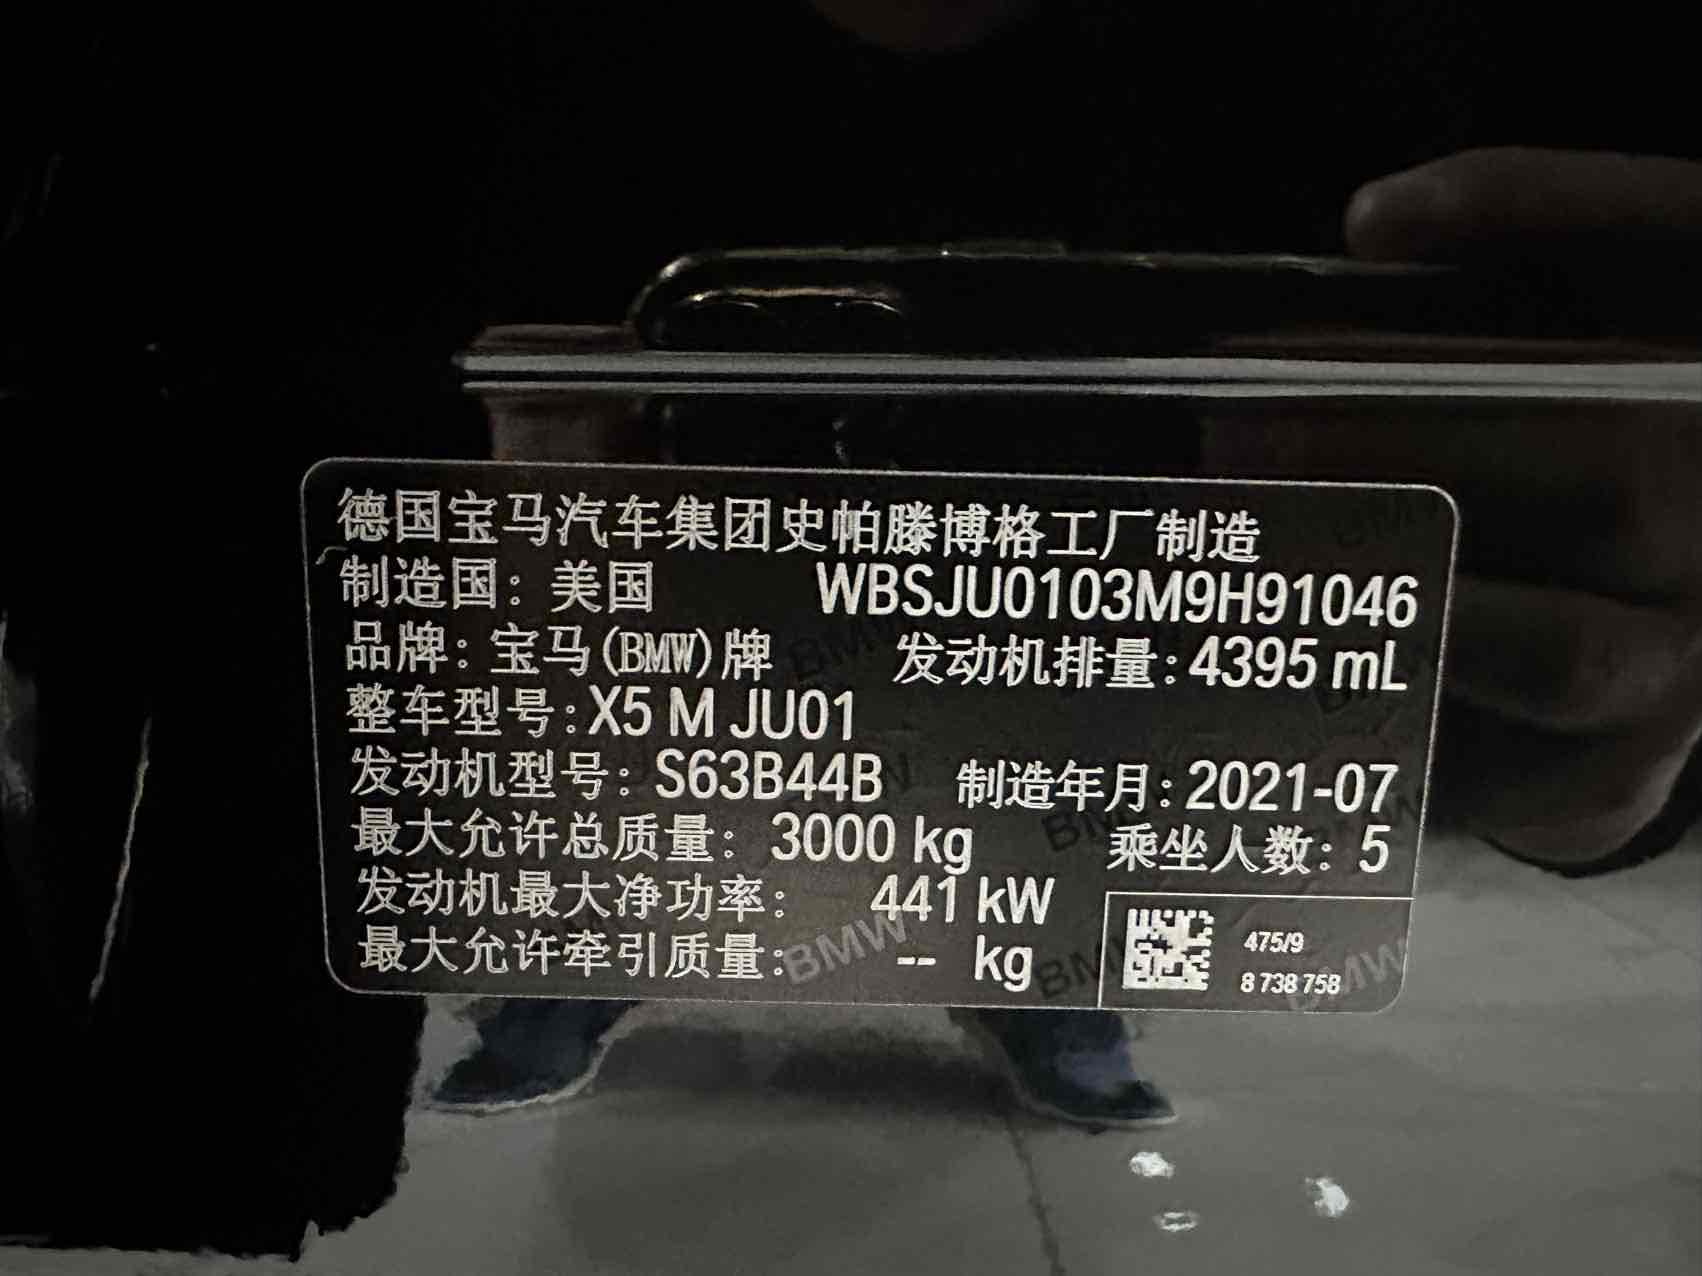 德国宝马汽车集团史帕滕博格工厂制造
制造国：美国 WBSJU0103M9H91046
品牌：宝马(BMW)牌 发动机排量：4395 mL
整车型号：X5 M JU01
发动机型号：S63B44B 制造年月：2021-07
最大允许总质量：3000 kg 乘坐人数：5
发动机最大净功率：441 kW
最大允许牵引质量：-- kg
475/9
8 738 758
BMW
BMW
BMW
BMW